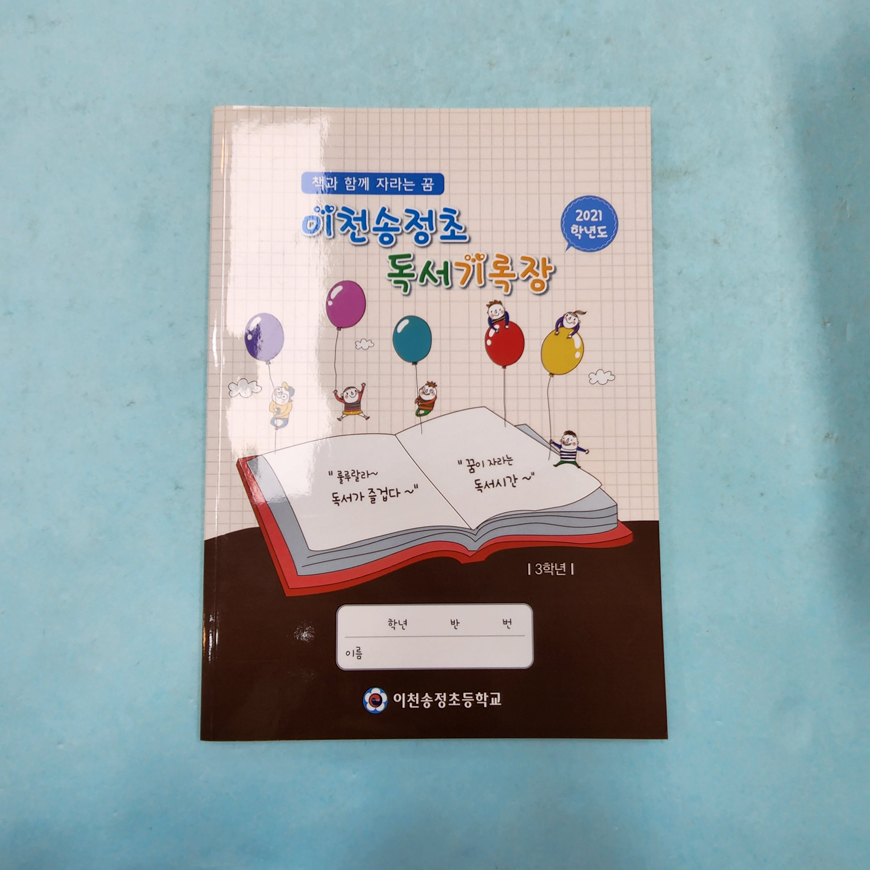 책과 함께 자라는 꿈
이천송정초
독서기록장
2021
학년도
" 룰루랄라~
독서가 즐겁다 ~"
" 꿈이 자라는
독서시간 ~"
| 3학년 |
학년 반 번
이름
이천송정초등학교